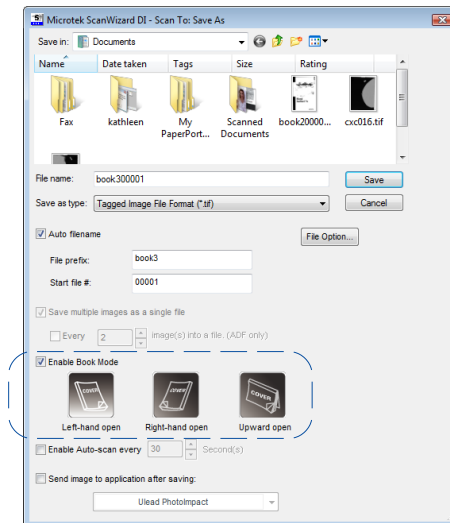 Microtek ScanWizard DI - Scan To: Save As
Save in: Documents
Name Date taken Tags Size Rating
Fax kathleen My PaperPort... Scanned Documents book20000... cxc016.tif
File name: book300001 Save
Save as type: Tagged Image File Format (*.tif) Cancel
Auto filename File Option...
File prefix: book3
Start file #: 00001
Save multiple images as a single file
Every 2 image(s) into a file. (ADF only)
Enable Book Mode
COVER COVER COVER
Left-hand open Right-hand open Upward open
Enable Auto-scan every 30 Second(s)
Send image to application after saving:
Ulead PhotoImpact